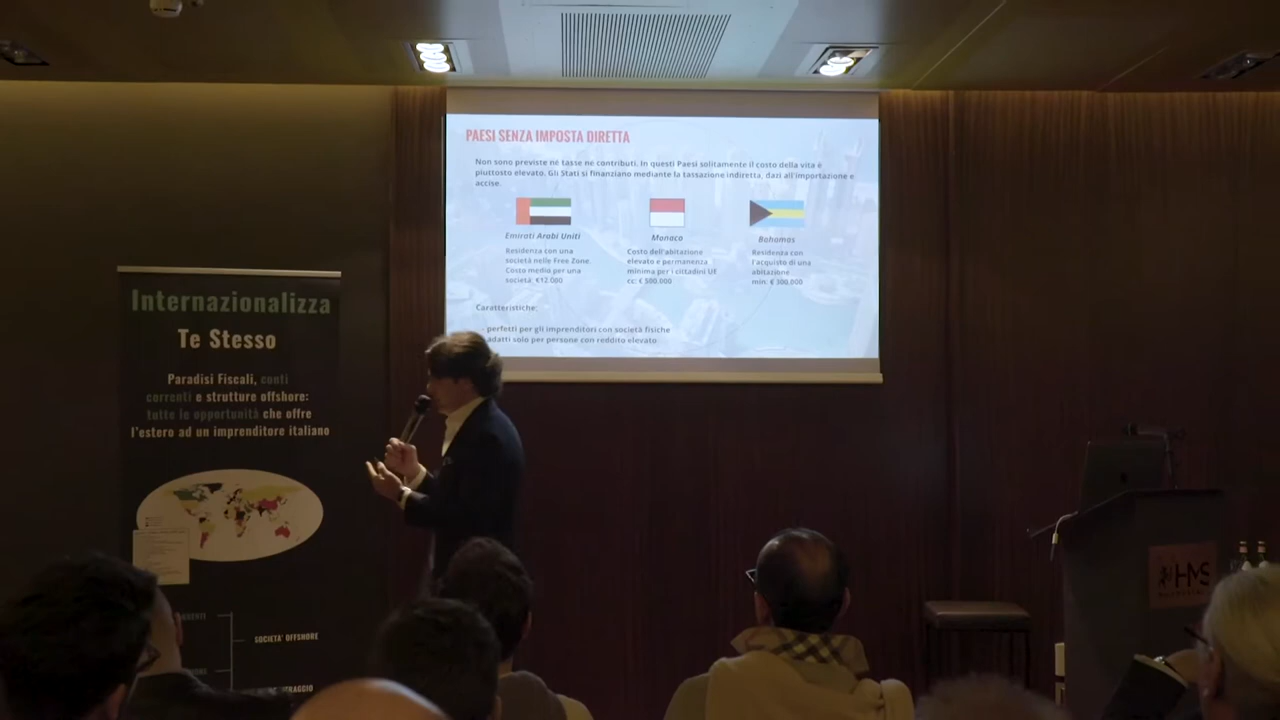 PAESI SENZA IMPOSTA DIRETTA
Non sono previste nè tasse nè contributi. In questi Paesi solitamente il costo della vita è
piuttosto elevato. Gli Stati si finanziano mediante la tassazione indiretta, dazi all'importazione e
accise.
Emirati Arabi Uniti
Residenza con una
società nelle Free Zone
Costo medio per una
società: €12.000
Monaco
Costo dell'abitazione
elevato e permanenza
minima per i cittadini UE
cc: € 500.000
Bahamas
Residenza con
l'acquisto di una
abitazione
min. € 300.000
Caratteristiche:
- perfetti per gli imprenditori con società fisiche
adatti solo per persone con reddito elevato
Internazionalizza
Te Stesso
Paradisi Fiscali, conti
correnti e strutture offshore:
tutte le opportunità che offre
l'estero ad un imprenditore italiano
SOCIETA' OFFSHORE
HMS